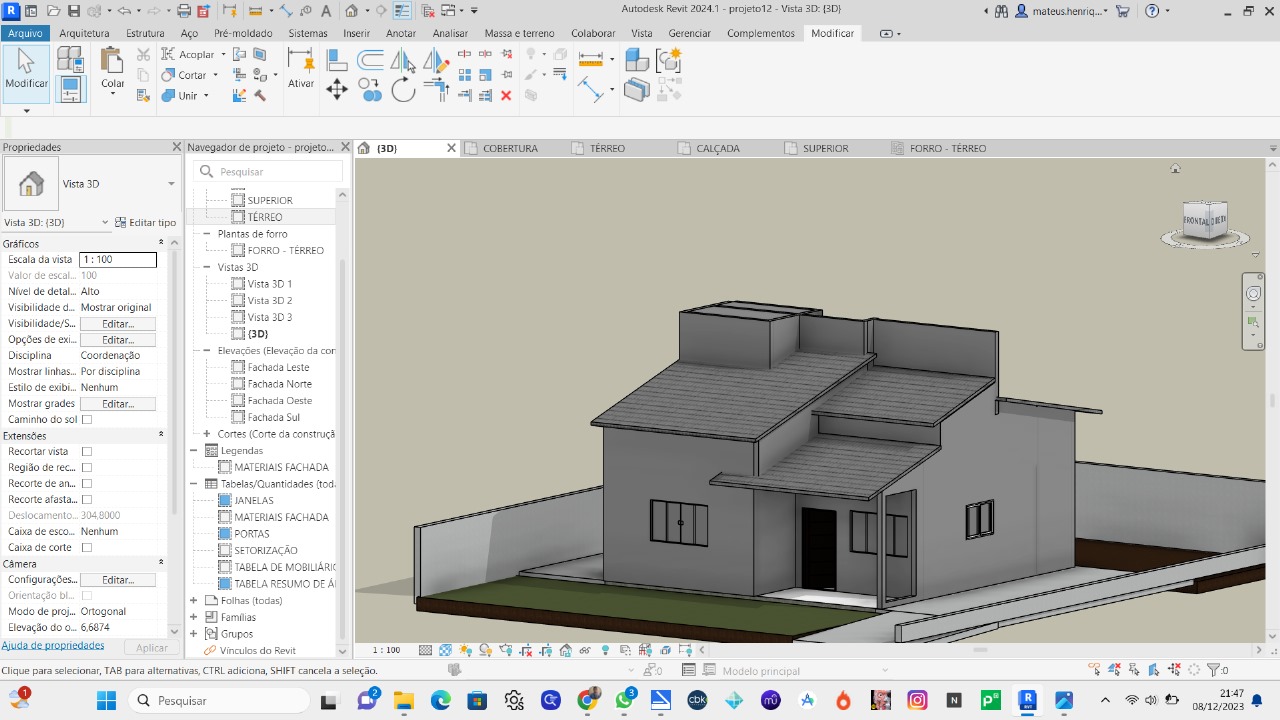 Autodesk Revit 2024.1 - projeto12 - Vista 3D: {3D}
mateus.henriq...
Arquivo Arquitetura Estrutura Aço Pré-moldado Sistemas Inserir Anotar Analisar Massa e terreno Colaborar Vista Gerenciar Complementos Modificar
Acoplar
Cortar
Unir
Modificar
Colar
Ativar
Propriedades
Vista 3D
Vista 3D: {3D}
Editar tipo
Gráficos
Escala da vista 1 : 100
Valor de escal... 100
Nível de detal... Alto
Visibilidade d... Mostrar original
Visibilidade/S... Editar...
Opções de exi... Editar...
Disciplina Coordenação
Mostrar linhas... Por disciplina
Estilo de exibi... Nenhum
Mostrar grades Editar...
Caminho do sol
Extensões
Recortar vista
Região de rec...
Recorte de an...
Recorte afasta...
Deslocamento... 304,8000
Caixa de esco... Nenhum
Caixa de corte
Câmera
Configurações... Editar...
Orientação bl...
Modo de proj... Ortogonal
Elevação do o... 6,6874
Ajuda de propriedades
Aplicar
Navegador de projeto - projeto...
Pesquisar
SUPERIOR
TÉRREO
Plantas de forro
FORRO - TÉRREO
Vistas 3D
Vista 3D 1
Vista 3D 2
Vista 3D 3
{3D}
Elevações (Elevação da con
Fachada Leste
Fachada Norte
Fachada Oeste
Fachada Sul
Cortes (Corte da construçã
Legendas
MATERIAIS FACHADA
Tabelas/Quantidades (toda
JANELAS
MATERIAIS FACHADA
PORTAS
SETORIZAÇÃO
TABELA DE MOBILIÁRIO
TABELA RESUMO DE ÁR
Folhas (todas)
Famílias
Grupos
Vínculos do Revit
{3D} COBERTURA TÉRREO CALÇADA SUPERIOR FORRO - TÉRREO
FRONTAL
1 : 100
Clique para selecionar, TAB para alternativas, CTRL adiciona, SHIFT cancela a seleção.
:0
Modelo principal
:0
1
Pesquisar
2
3
cbk
N
R
21:47
08/12/2023